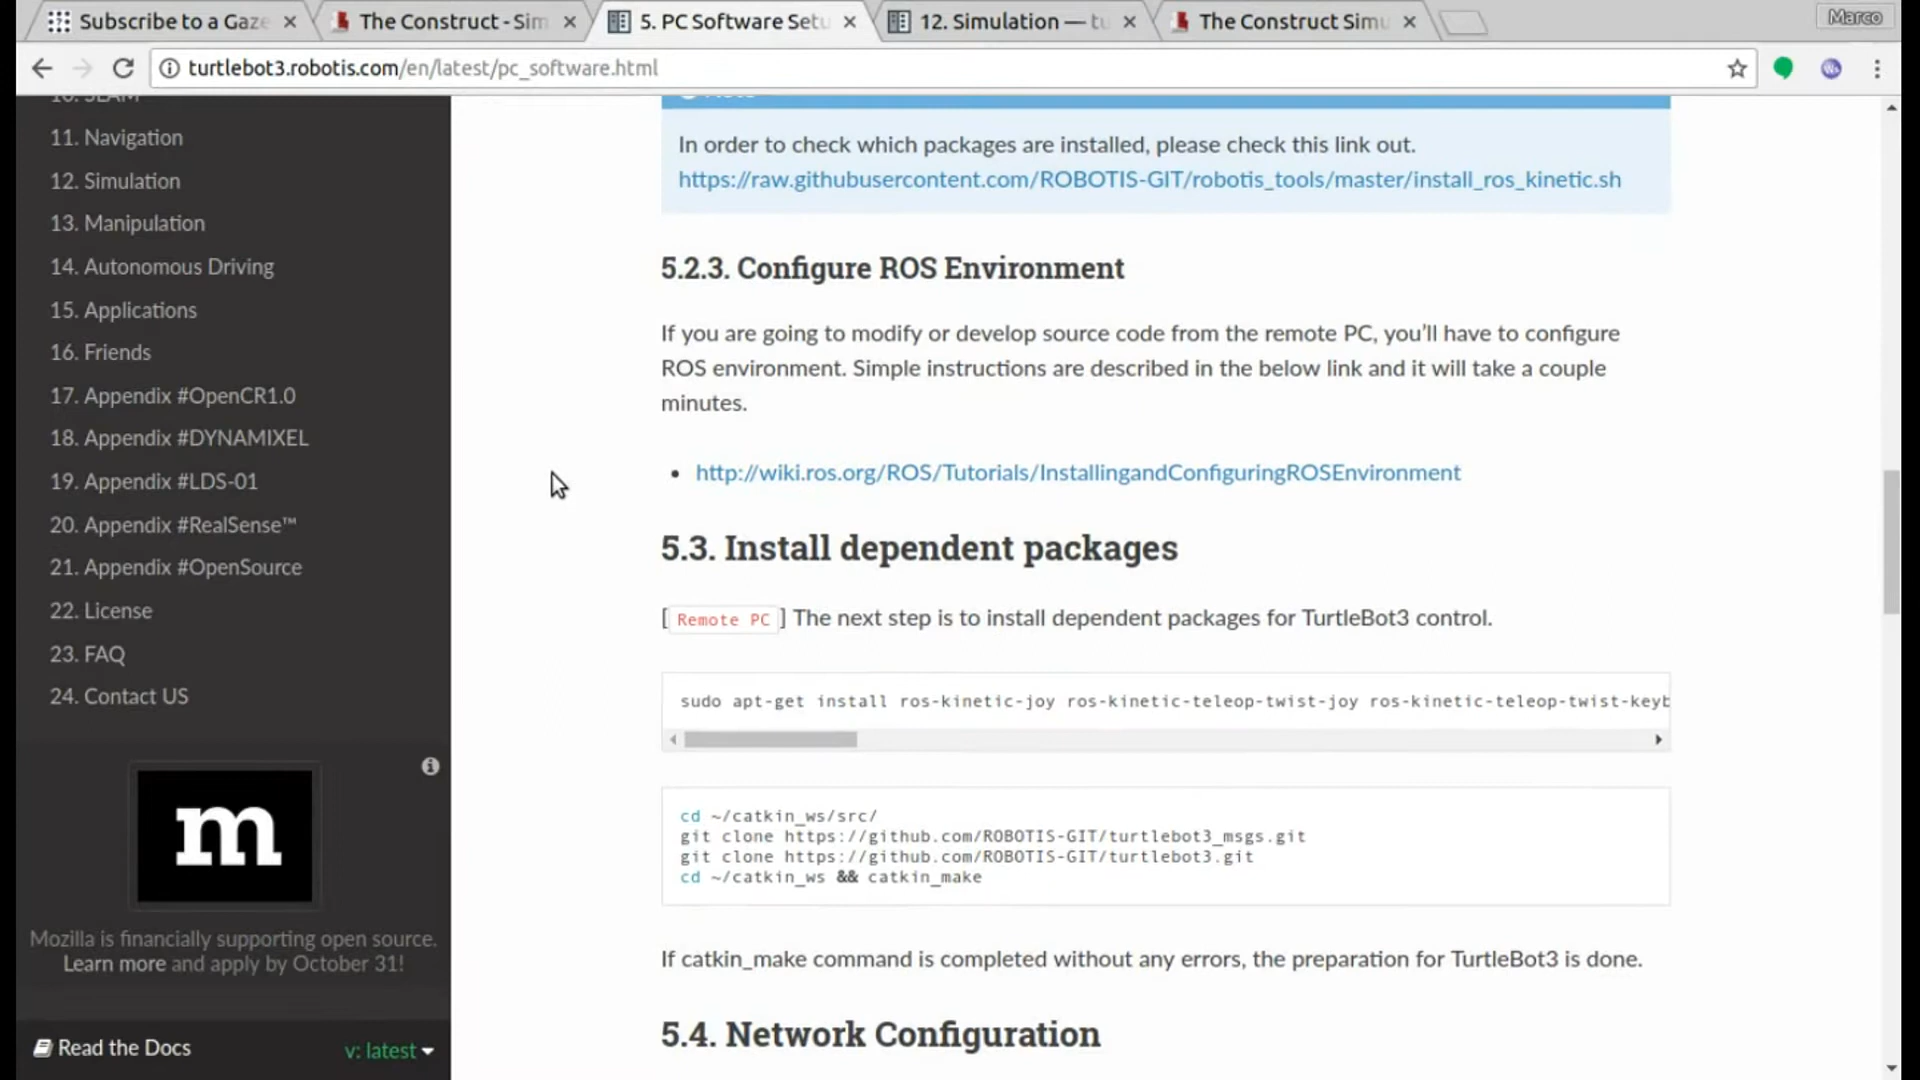 Subscribe to a Gaze
The Construct - Sim
5. PC Software Setu
12. Simulation — tu
The Construct Simu
Marco
turtlebot3.robotis.com/en/latest/pc_software.html
10. SLAM
11. Navigation
12. Simulation
13. Manipulation
14. Autonomous Driving
15. Applications
16. Friends
17. Appendix #OpenCR1.0
18. Appendix #DYNAMIXEL
19. Appendix #LDS-01
20. Appendix #RealSense™
21. Appendix #OpenSource
22. License
23. FAQ
24. Contact US
m
Mozilla is financially supporting open source.
Learn more and apply by October 31!
Read the Docs
v: latest
Note
In order to check which packages are installed, please check this link out.
https://raw.githubusercontent.com/ROBOTIS-GIT/robotis_tools/master/install_ros_kinetic.sh
5.2.3. Configure ROS Environment
If you are going to modify or develop source code from the remote PC, you’ll have to configure
ROS environment. Simple instructions are described in the below link and it will take a couple
minutes.
• http://wiki.ros.org/ROS/Tutorials/InstallingandConfiguringROSEnvironment
5.3. Install dependent packages
[ Remote PC ] The next step is to install dependent packages for TurtleBot3 control.
sudo apt-get install ros-kinetic-joy ros-kinetic-teleop-twist-joy ros-kinetic-teleop-twist-keyb
cd ~/catkin_ws/src/
git clone https://github.com/ROBOTIS-GIT/turtlebot3_msgs.git
git clone https://github.com/ROBOTIS-GIT/turtlebot3.git
cd ~/catkin_ws && catkin_make
If catkin_make command is completed without any errors, the preparation for TurtleBot3 is done.
5.4. Network Configuration